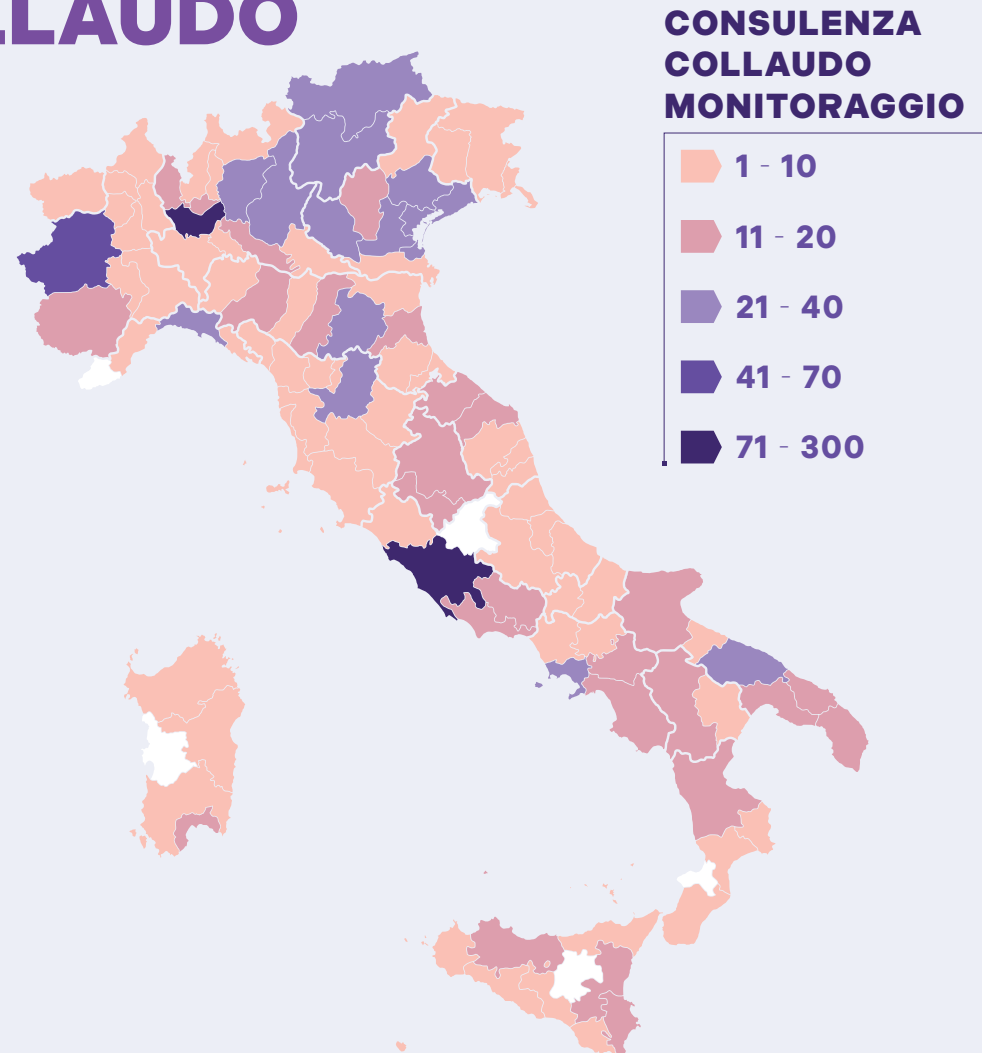 LLAUDO
CONSULENZA
COLLAUDO
MONITORAGGIO
1 - 10
11 - 20
21 - 40
41 - 70
71 - 300